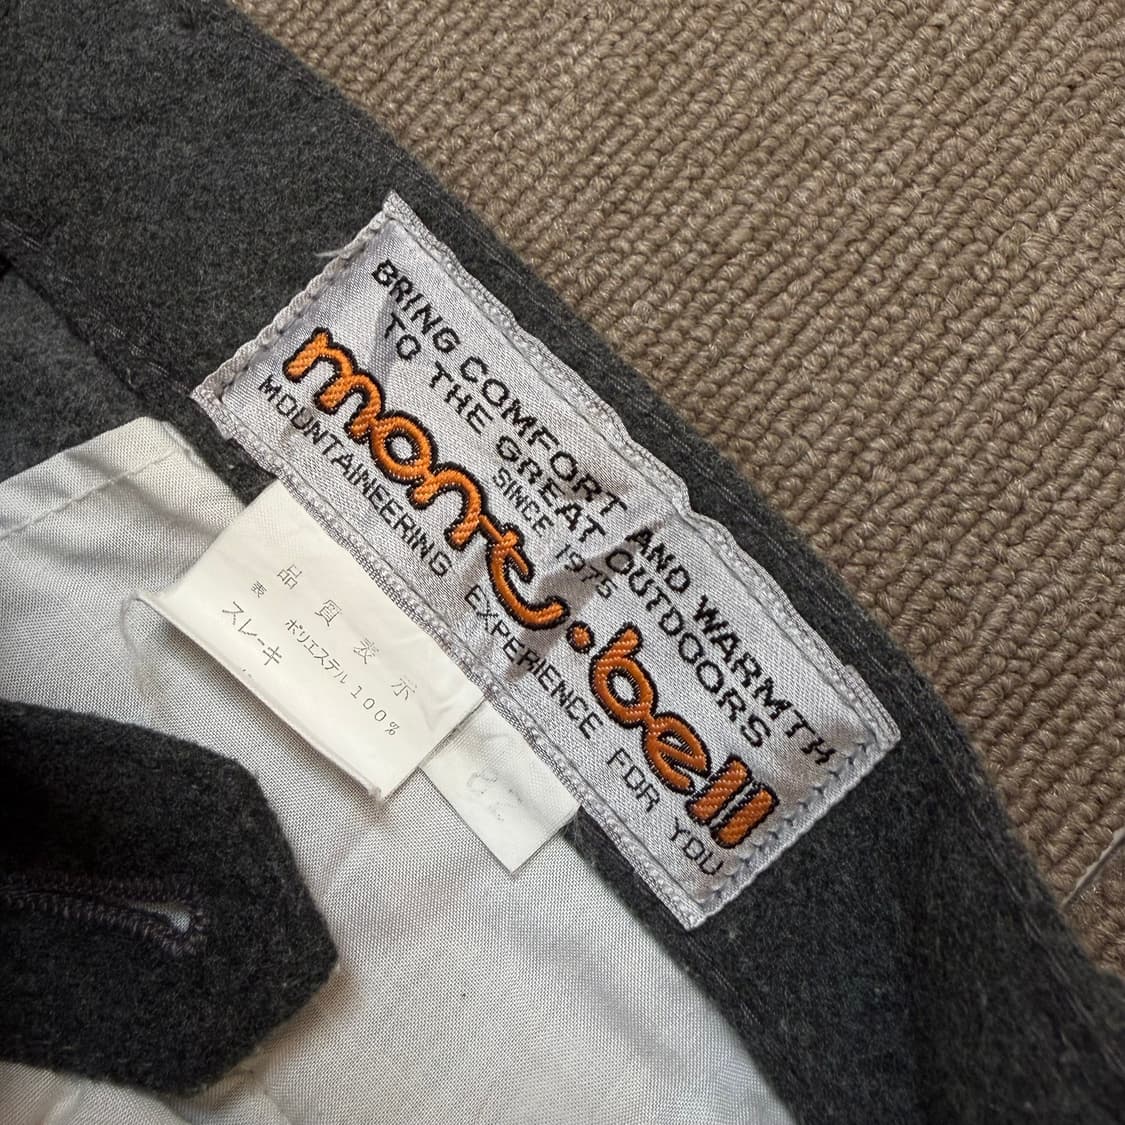 BRING COMFORT AND WARMTH
TO THE GREAT OUTDOORS
SINCE 1975
mont·bell
MOUNTAINEERING EXPERIENCE FOR YOU
品質表示
表 ポリエステル100%
スレーキ